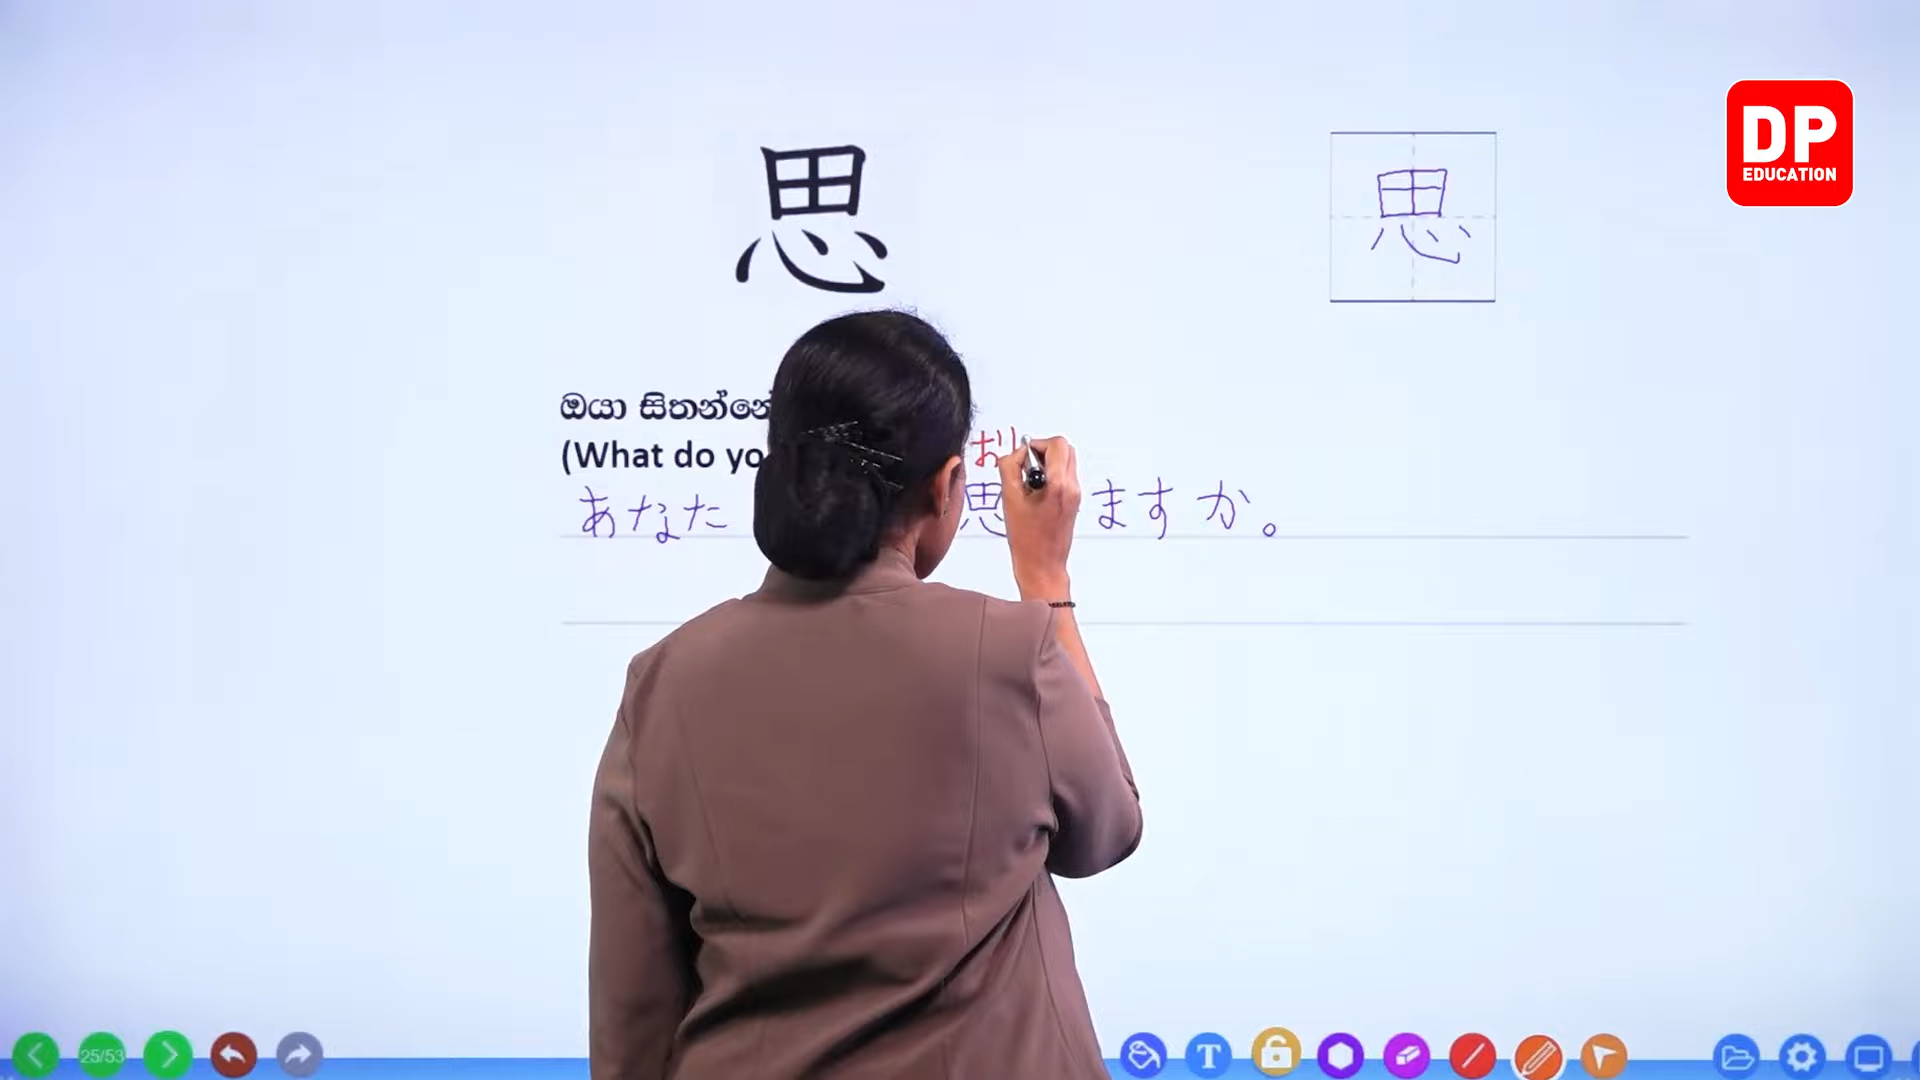 思
思
DP
EDUCATION
ඔයා සිතන්නේ
(What do yo
お
あなた 思 ますか。
25/53
T